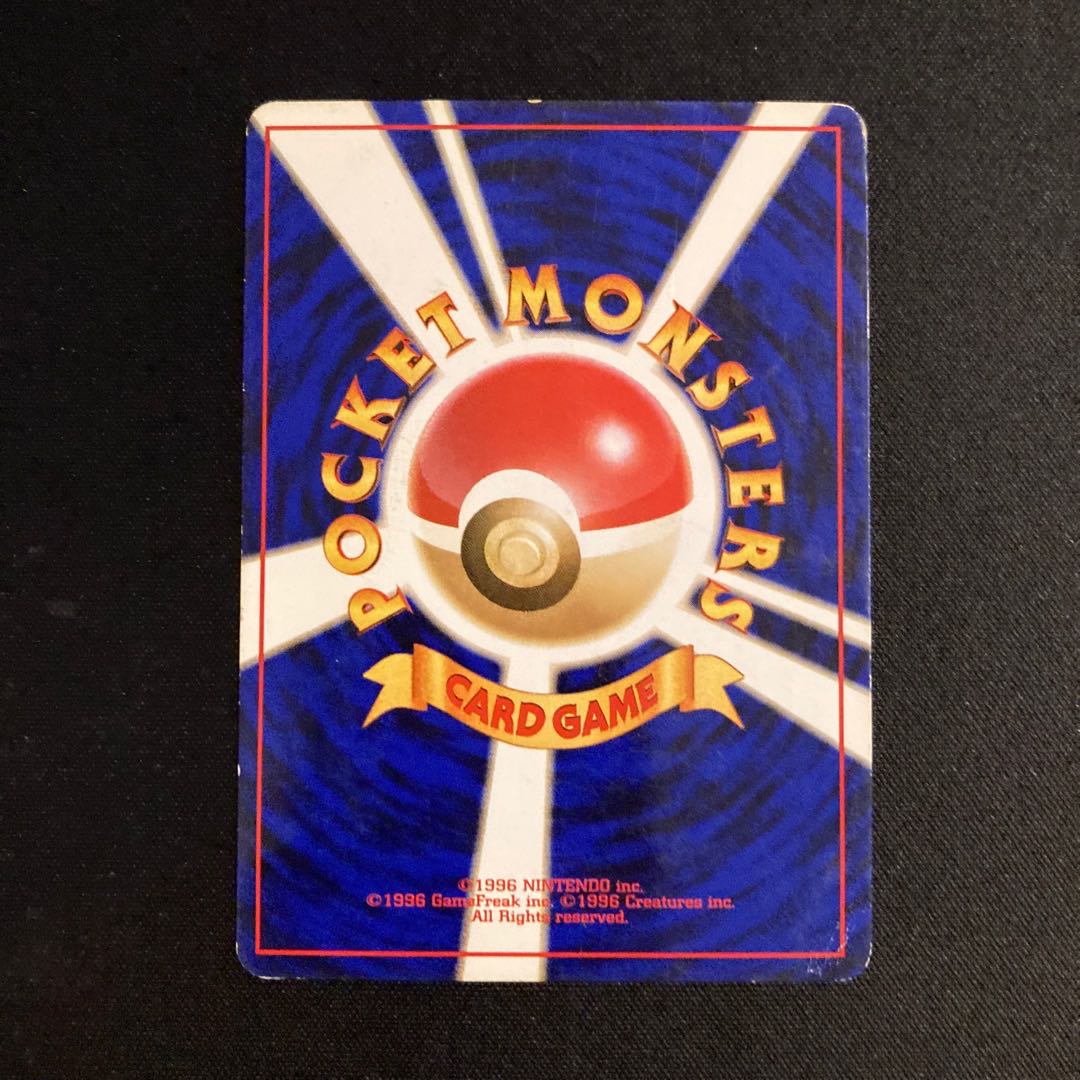 POCKET MONSTERS
CARD GAME
©1996 NINTENDO inc.
©1996 GameFreak inc. ©1996 Creatures inc.
All Rights reserved.